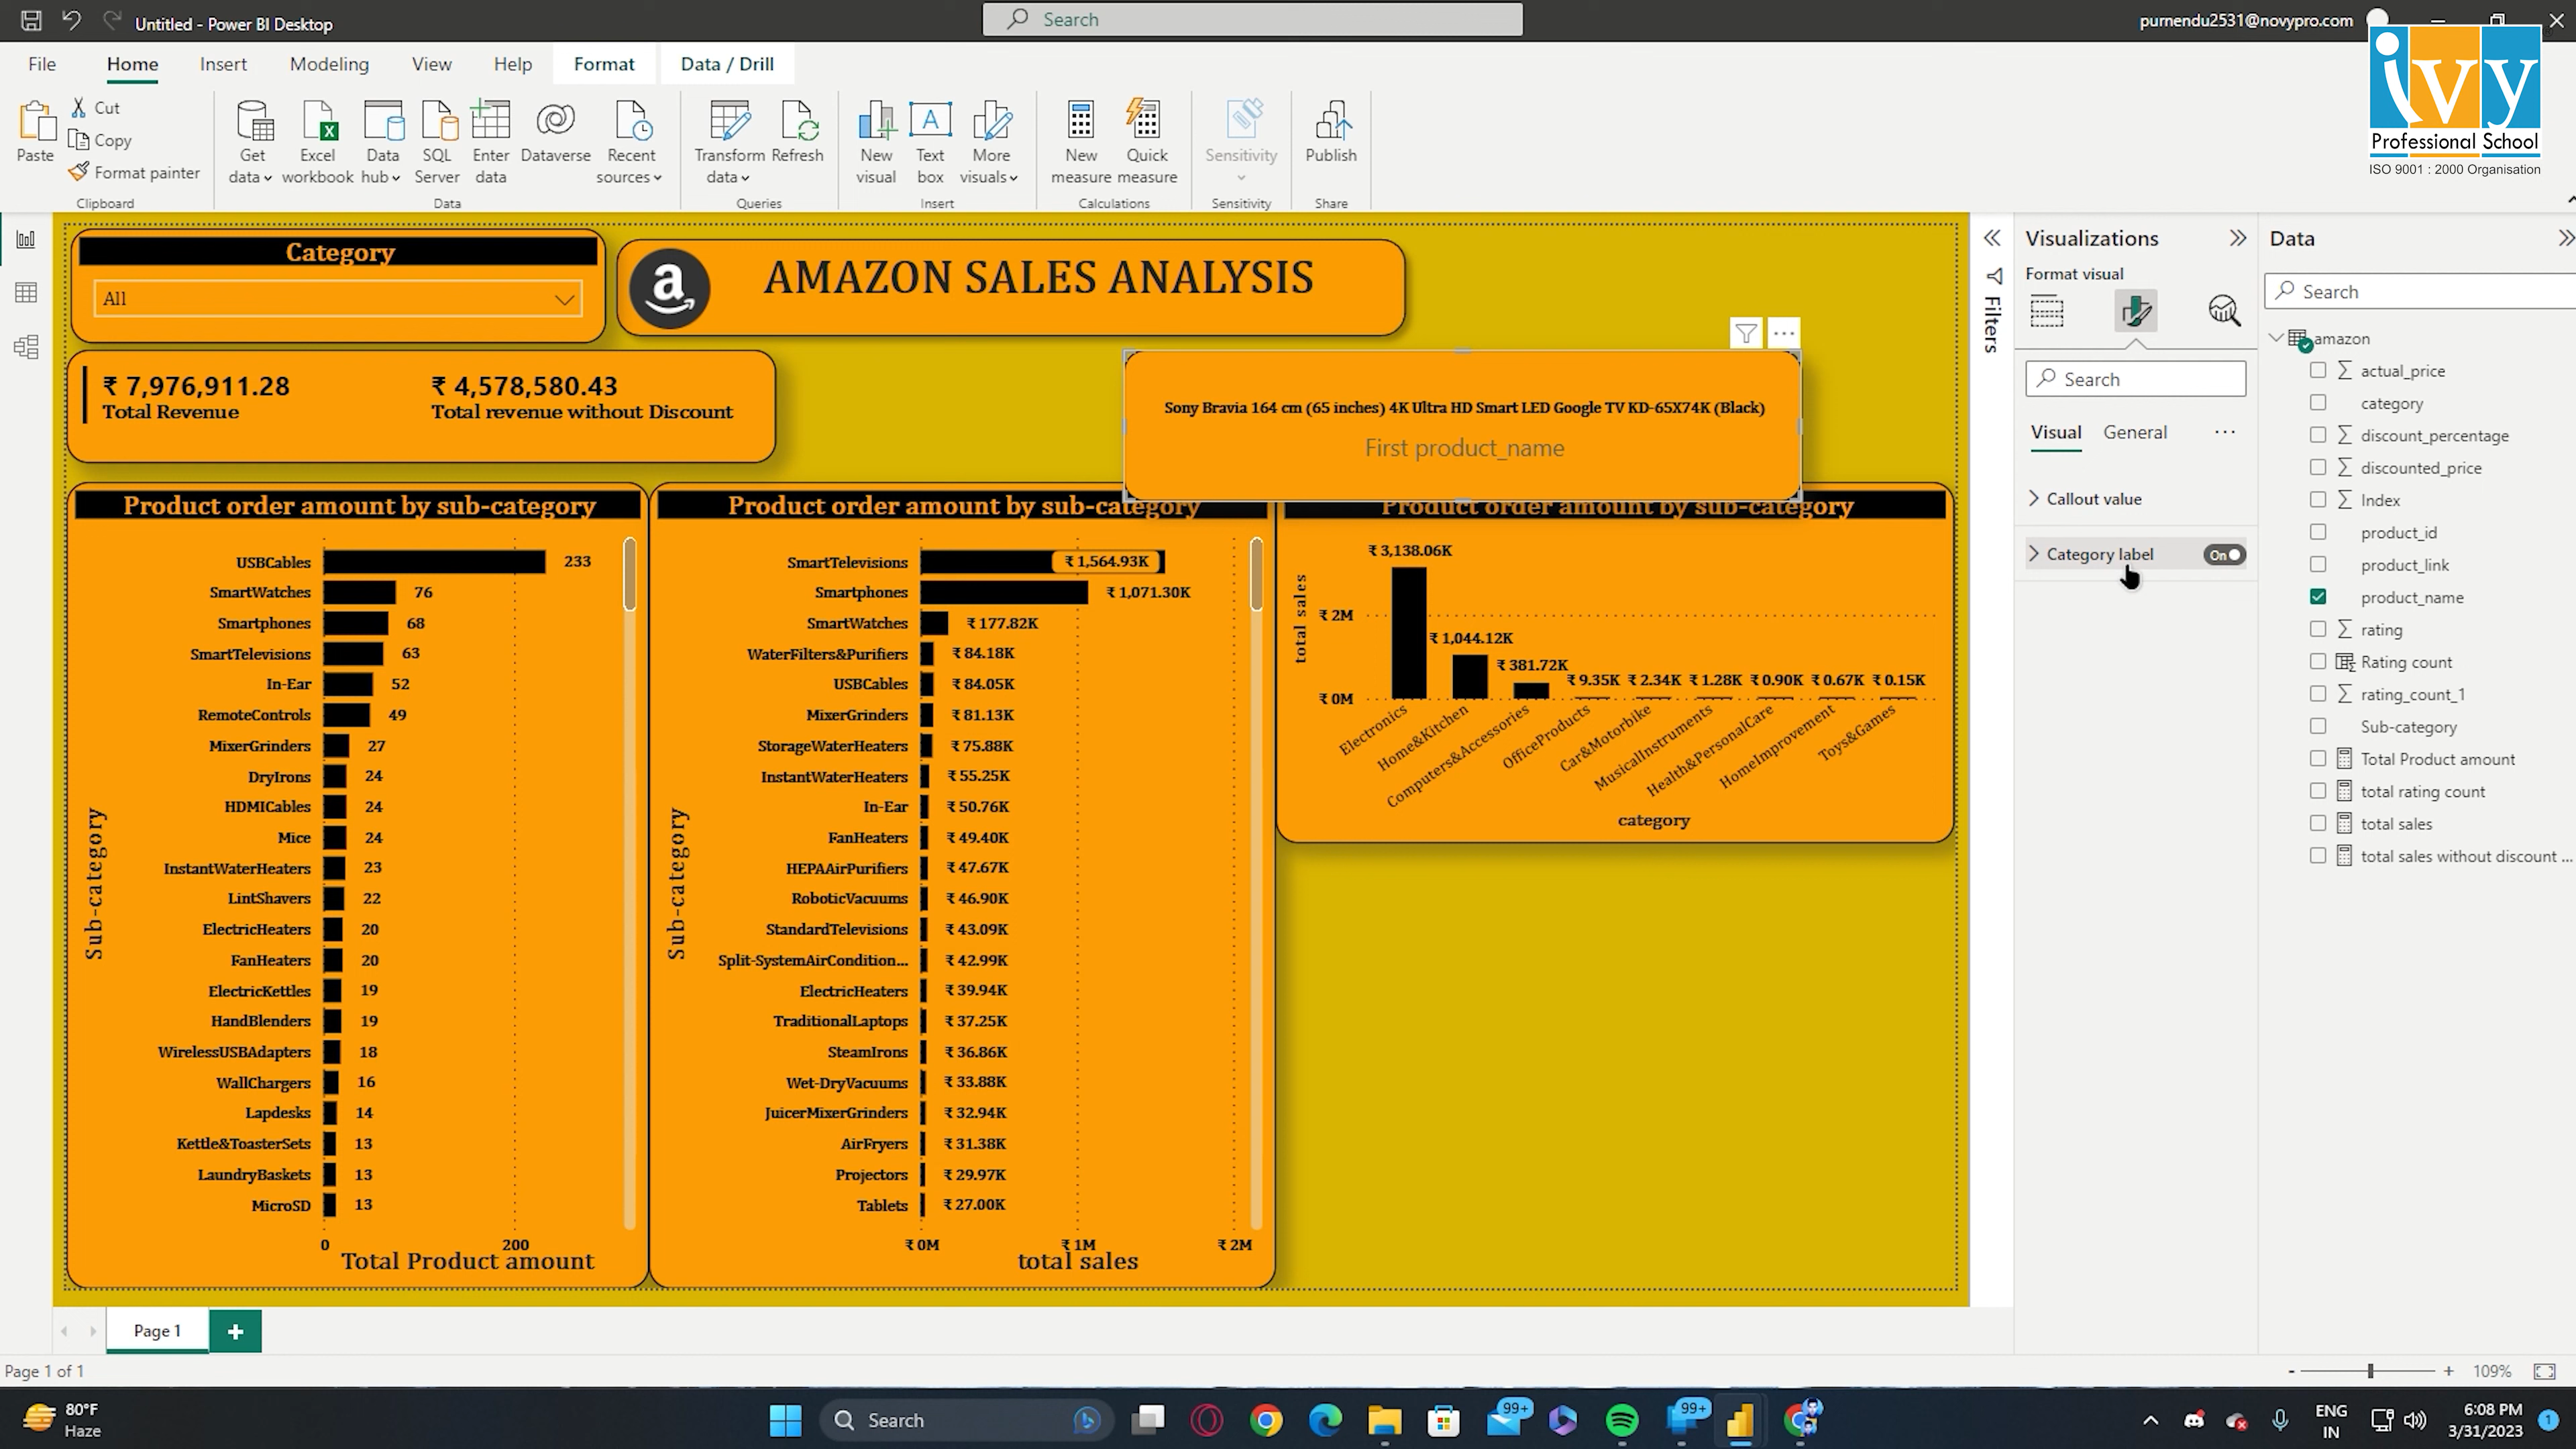 Untitled - Power BI Desktop
Search
purnendu2531@novypro.com
ivy
Professional School
ISO 9001 : 2000 Organisation
File
Home
Insert
Modeling
View
Help
Format
Data / Drill
Paste
Cut
Copy
Format painter
Clipboard
Get data
Excel workbook
Data hub
SQL Server
Enter data
Dataverse
Recent sources
Data
Transform data
Refresh
Queries
New visual
Text box
More visuals
Insert
New measure
Quick measure
Calculations
Sensitivity
Sensitivity
Publish
Share
Category
All
AMAZON SALES ANALYSIS
₹ 7,976,911.28
Total Revenue
₹ 4,578,580.43
Total revenue without Discount
Sony Bravia 164 cm (65 inches) 4K Ultra HD Smart LED Google TV KD-65X74K (Black)
First product_name
Product order amount by sub-category
Sub-category
USBCables 233
SmartWatches 76
Smartphones 68
SmartTelevisions 63
In-Ear 52
RemoteControls 49
MixerGrinders 27
DryIrons 24
HDMICables 24
Mice 24
InstantWaterHeaters 23
LintShavers 22
ElectricHeaters 20
FanHeaters 20
ElectricKettles 19
HandBlenders 19
WirelessUSBAdapters 18
WallChargers 16
Lapdesks 14
Kettle&ToasterSets 13
LaundryBaskets 13
MicroSD 13
0 200
Total Product amount
Product order amount by sub-category
Sub-category
SmartTelevisions ₹ 1,564.93K
Smartphones ₹ 1,071.30K
SmartWatches ₹ 177.82K
WaterFilters&Purifiers ₹ 84.18K
USBCables ₹ 84.05K
MixerGrinders ₹ 81.13K
StorageWaterHeaters ₹ 75.88K
InstantWaterHeaters ₹ 55.25K
In-Ear ₹ 50.76K
FanHeaters ₹ 49.40K
HEPAAirPurifiers ₹ 47.67K
RoboticVacuums ₹ 46.90K
StandardTelevisions ₹ 43.09K
Split-SystemAirCondition... ₹ 42.99K
ElectricHeaters ₹ 39.94K
TraditionalLaptops ₹ 37.25K
SteamIrons ₹ 36.86K
Wet-DryVacuums ₹ 33.88K
JuicerMixerGrinders ₹ 32.94K
AirFryers ₹ 31.38K
Projectors ₹ 29.97K
Tablets ₹ 27.00K
₹ 0M ₹ 1M ₹ 2M
total sales
Product order amount by sub-category
total sales
₹ 2M
₹ 0M
₹ 3,138.06K
₹ 1,044.12K
₹ 381.72K
₹ 9.35K ₹ 2.34K ₹ 1.28K ₹ 0.90K ₹ 0.67K ₹ 0.15K
Electronics
Home&Kitchen
Computers&Accessories
OfficeProducts
Car&Motorbike
MusicalInstruments
Health&PersonalCare
HomeImprovement
Toys&Games
category
Filters
Visualizations
Format visual
Search
Visual
General
Callout value
Category label
On
Data
Search
amazon
actual_price
category
discount_percentage
discounted_price
Index
product_id
product_link
product_name
rating
Rating count
rating_count_1
Sub-category
Total Product amount
total rating count
total sales
total sales without discount ...
Page 1
Page 1 of 1
- + 109%
80°F
Haze
Search
99+
99+
ENG
IN
6:08 PM
3/31/2023
1